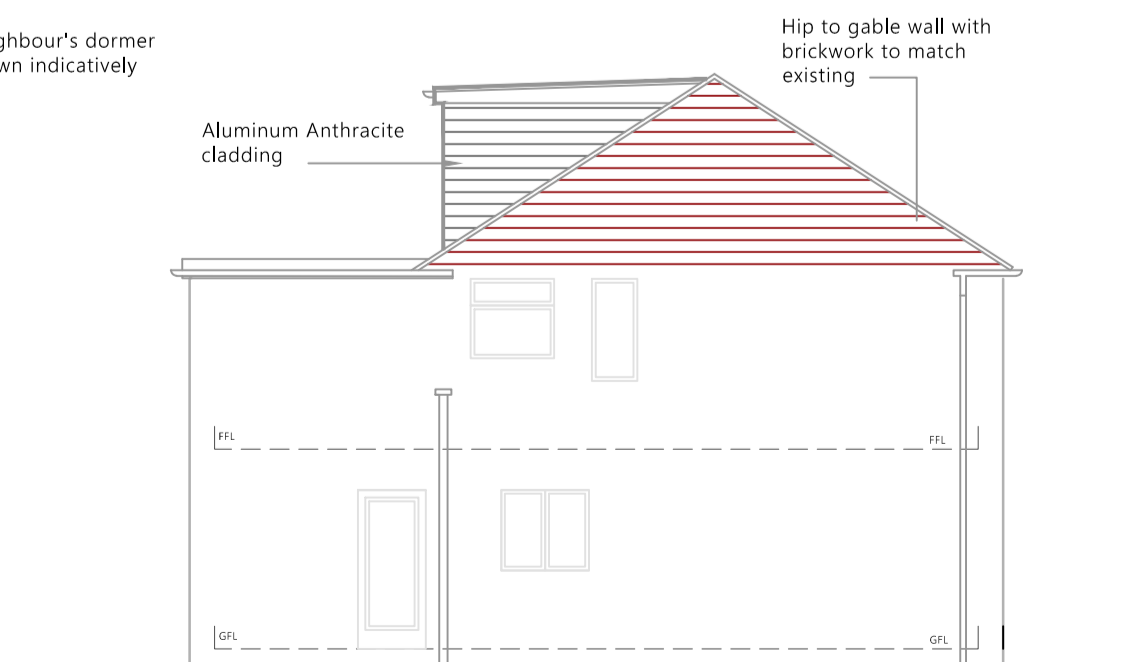 ghbour's dormer
wn indicatively
Hip to gable wall with
brickwork to match
existing
Aluminum Anthracite
cladding
FFL
FFL
GFL
GFL